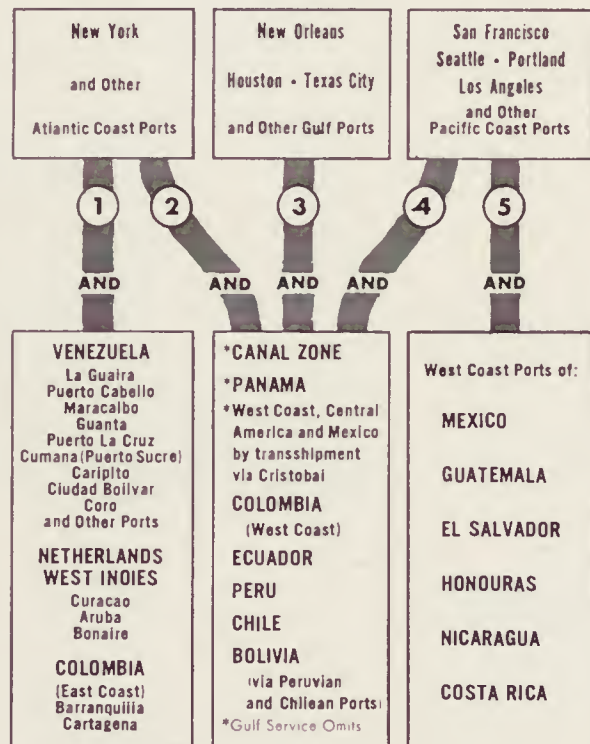 New York
and Other
Atlantic Coast Ports
New Orleans
Houston - Texas City
and Other Gulf Ports
San Francisco
Seattle - Portland
Los Angeles
and Other
Pacific Coast Ports
1
2
3
4
5
AND
AND
AND
AND
AND
VENEZUELA
La Guaira
Puerto Cabello
Maracaibo
Guanta
Puerto La Cruz
Cumana (Puerto Sucre)
Caripito
Ciudad Bolivar
Coro
and Other Ports
NETHERLANDS
WEST INDIES
Curacao
Aruba
Bonaire
COLOMBIA
(East Coast)
Barranquilla
Cartagena
*CANAL ZONE
*PANAMA
*West Coast, Central
America and Mexico
by transshipment
via Cristobal
COLOMBIA
(West Coast)
ECUADOR
PERU
CHILE
BOLIVIA
(via Peruvian
and Chilean Ports)
*Gulf Service Omits
West Coast Ports of:
MEXICO
GUATEMALA
EL SALVADOR
HONDURAS
NICARAGUA
COSTA RICA